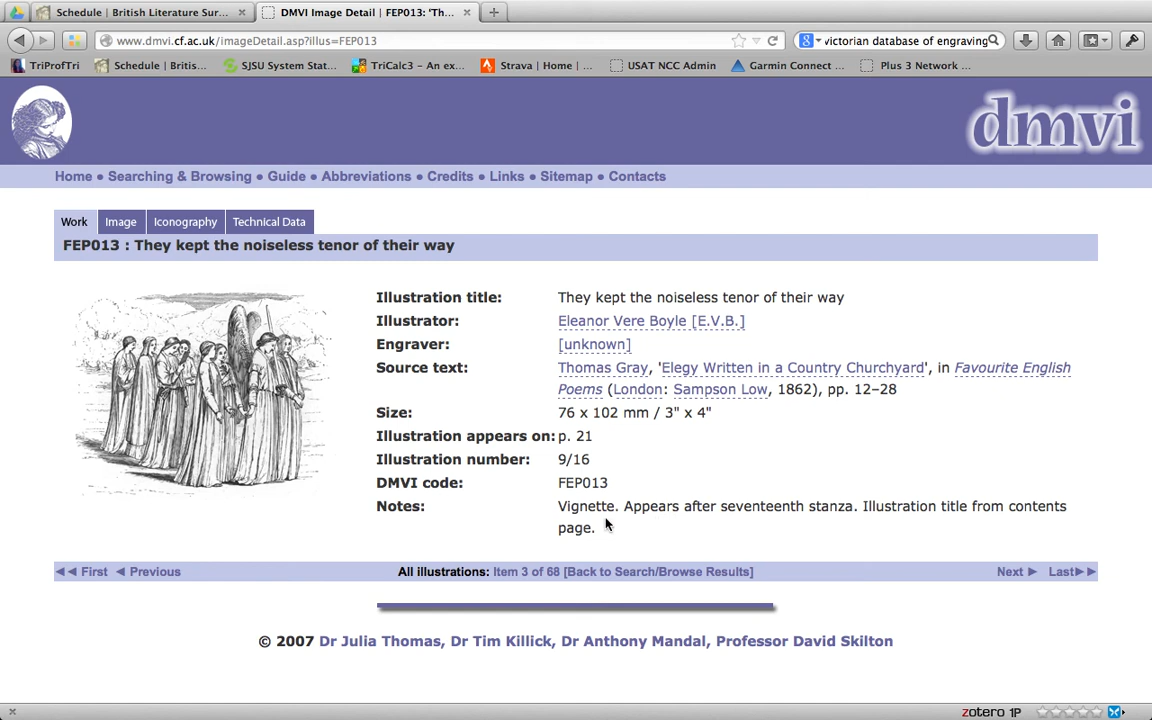 Schedule | British Literature Sur... × DMVI Image Detail | FEP013: 'Th... × +
www.dmvi.cf.ac.uk/imageDetail.asp?illus=FEP013 victorian database of engraving
TriProfTri Schedule | Britis... SJSU System Stat... TriCalc3 – An ex... Strava | Home | ... USAT NCC Admin Garmin Connect ... Plus 3 Network ...
dmvi
Home • Searching & Browsing • Guide • Abbreviations • Credits • Links • Sitemap • Contacts
Work Image Iconography Technical Data
FEP013 : They kept the noiseless tenor of their way
Illustration title: They kept the noiseless tenor of their way
Illustrator: Eleanor Vere Boyle [E.V.B.]
Engraver: [unknown]
Source text: Thomas Gray, 'Elegy Written in a Country Churchyard', in Favourite English
Poems (London: Sampson Low, 1862), pp. 12–28
Size: 76 x 102 mm / 3" x 4"
Illustration appears on: p. 21
Illustration number: 9/16
DMVI code: FEP013
Notes: Vignette. Appears after seventeenth stanza. Illustration title from contents
page.
◄◄ First ◄ Previous All illustrations: Item 3 of 68 [Back to Search/Browse Results] Next ► Last►►
© 2007 Dr Julia Thomas, Dr Tim Killick, Dr Anthony Mandal, Professor David Skilton
× zotero 1P